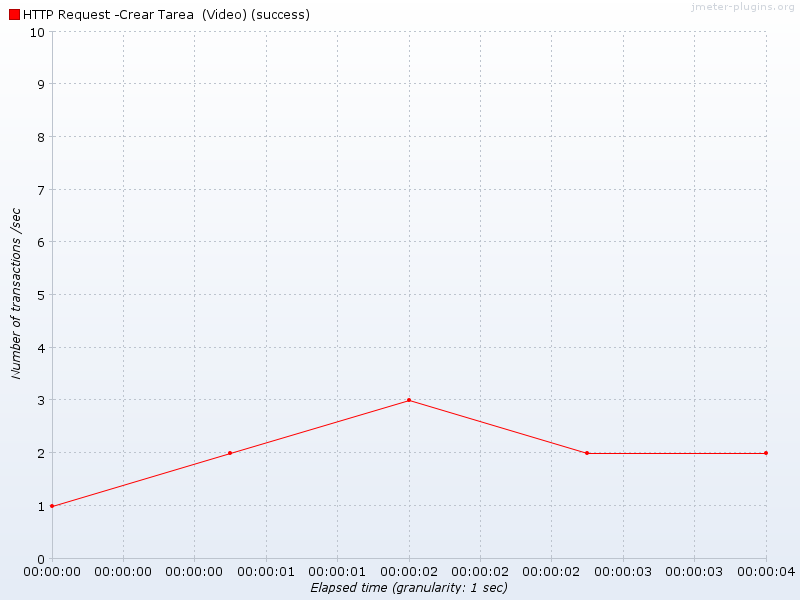 jmeter-plugins.org
HTTP Request -Crear Tarea  (Video) (success)
10
9
8
7
6
5
4
3
2
1
0
Number of transactions /sec
00:00:00 00:00:00 00:00:00 00:00:01 00:00:01 00:00:02 00:00:02 00:00:02 00:00:03 00:00:03 00:00:04
Elapsed time (granularity: 1 sec)